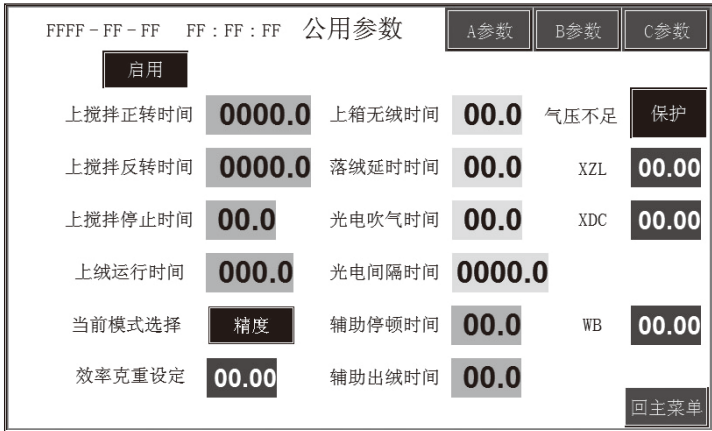 FFFF-FF-FF FF:FF:FF 公用参数 A参数 B参数 C参数
启用
上搅拌正转时间 0000.0 上箱无绒时间 00.0 气压不足 保护
上搅拌反转时间 0000.0 落绒延时时间 00.0 XZL 00.00
上搅拌停止时间 00.0 光电吹气时间 00.0 XDC 00.00
上绒运行时间 000.0 光电间隔时间 0000.0
当前模式选择 精度 辅助停顿时间 00.0 WB 00.00
效率克重设定 00.00 辅助出绒时间 00.0
回主菜单